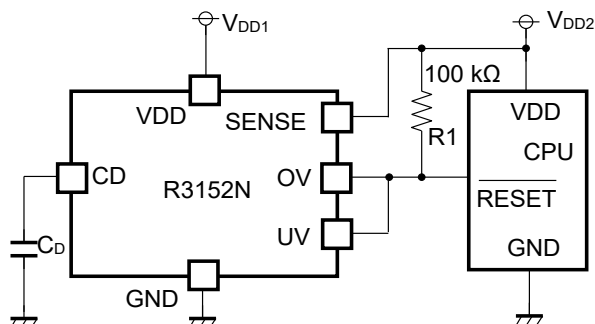 VDD1
VDD2
100 kΩ
VDD
SENSE
R1
VDD
CPU
CD
R3152N
OV
RESET
UV
CD
GND
GND